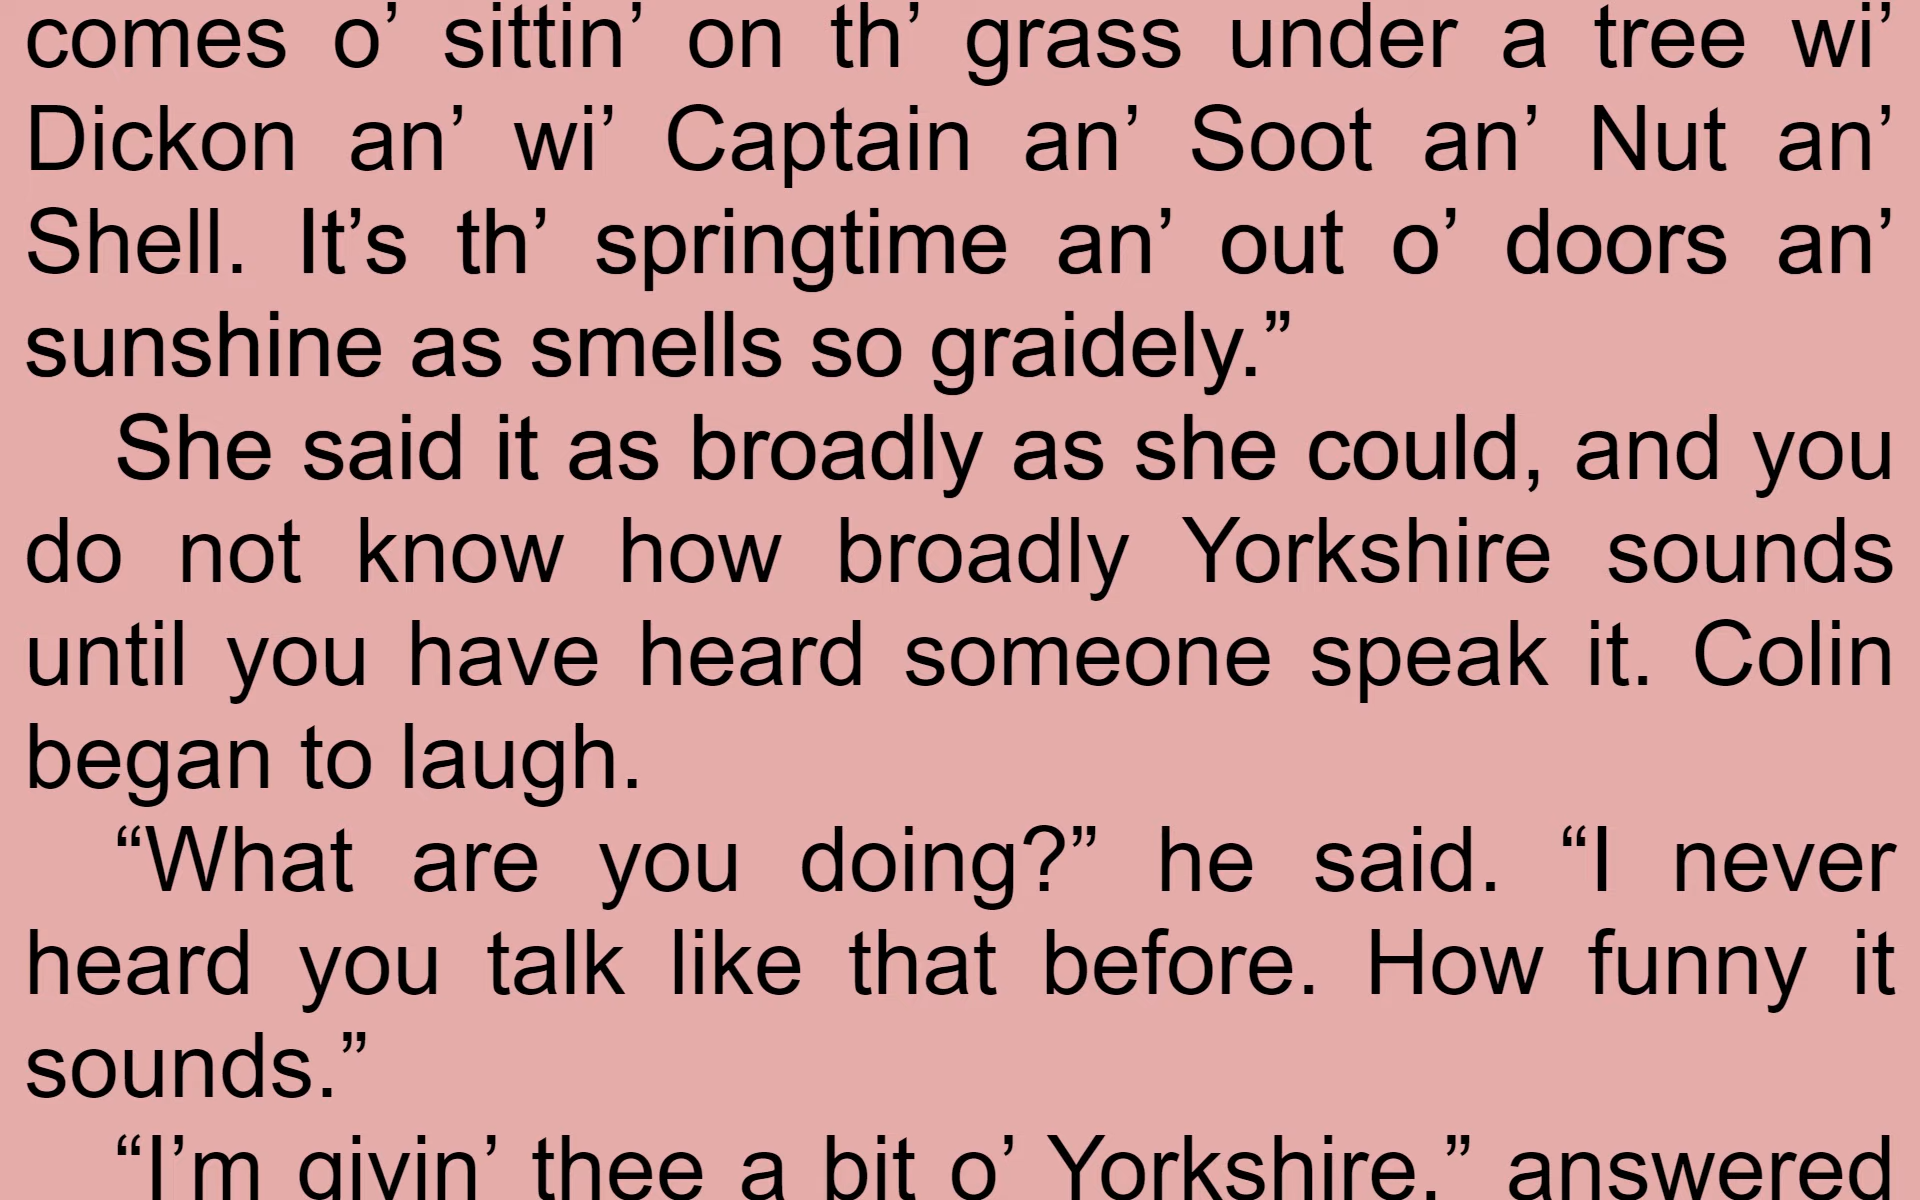 comes o’ sittin’ on th’ grass under a tree wi’
Dickon an’ wi’ Captain an’ Soot an’ Nut an’
Shell. It’s th’ springtime an’ out o’ doors an’
sunshine as smells so graidely.”
She said it as broadly as she could, and you
do not know how broadly Yorkshire sounds
until you have heard someone speak it. Colin
began to laugh.
“What are you doing?” he said. “I never
heard you talk like that before. How funny it
sounds.”
“I’m givin’ thee a bit o’ Yorkshire,” answered